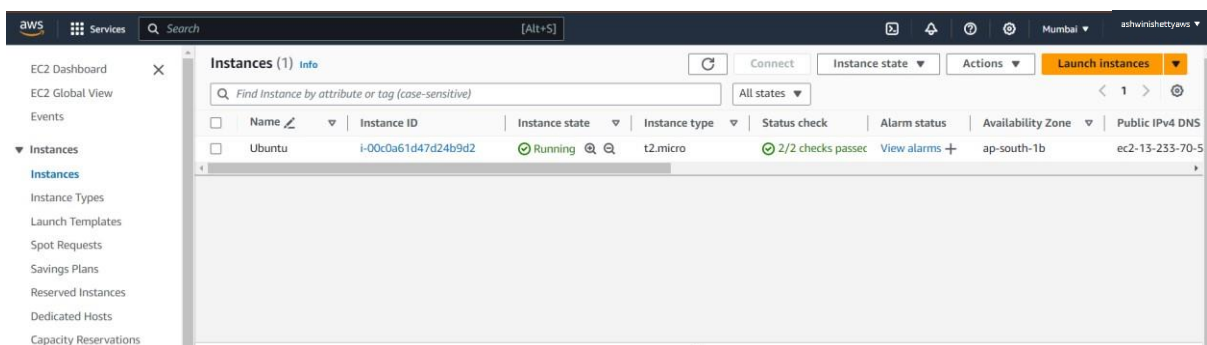 aws Services Search [Alt+S] Mumbai ashwinishettyaws
EC2 Dashboard
EC2 Global View
Events
Instances
Instances
Instance Types
Launch Templates
Spot Requests
Savings Plans
Reserved Instances
Dedicated Hosts
Capacity Reservations
Instances (1) Info Connect Instance state Actions Launch instances
Find Instance by attribute or tag (case-sensitive) All states 1
Name Instance ID Instance state Instance type Status check Alarm status Availability Zone Public IPv4 DNS
Ubuntu i-00c0a61d47d24b9d2 Running t2.micro 2/2 checks passec View alarms + ap-south-1b ec2-13-233-70-5